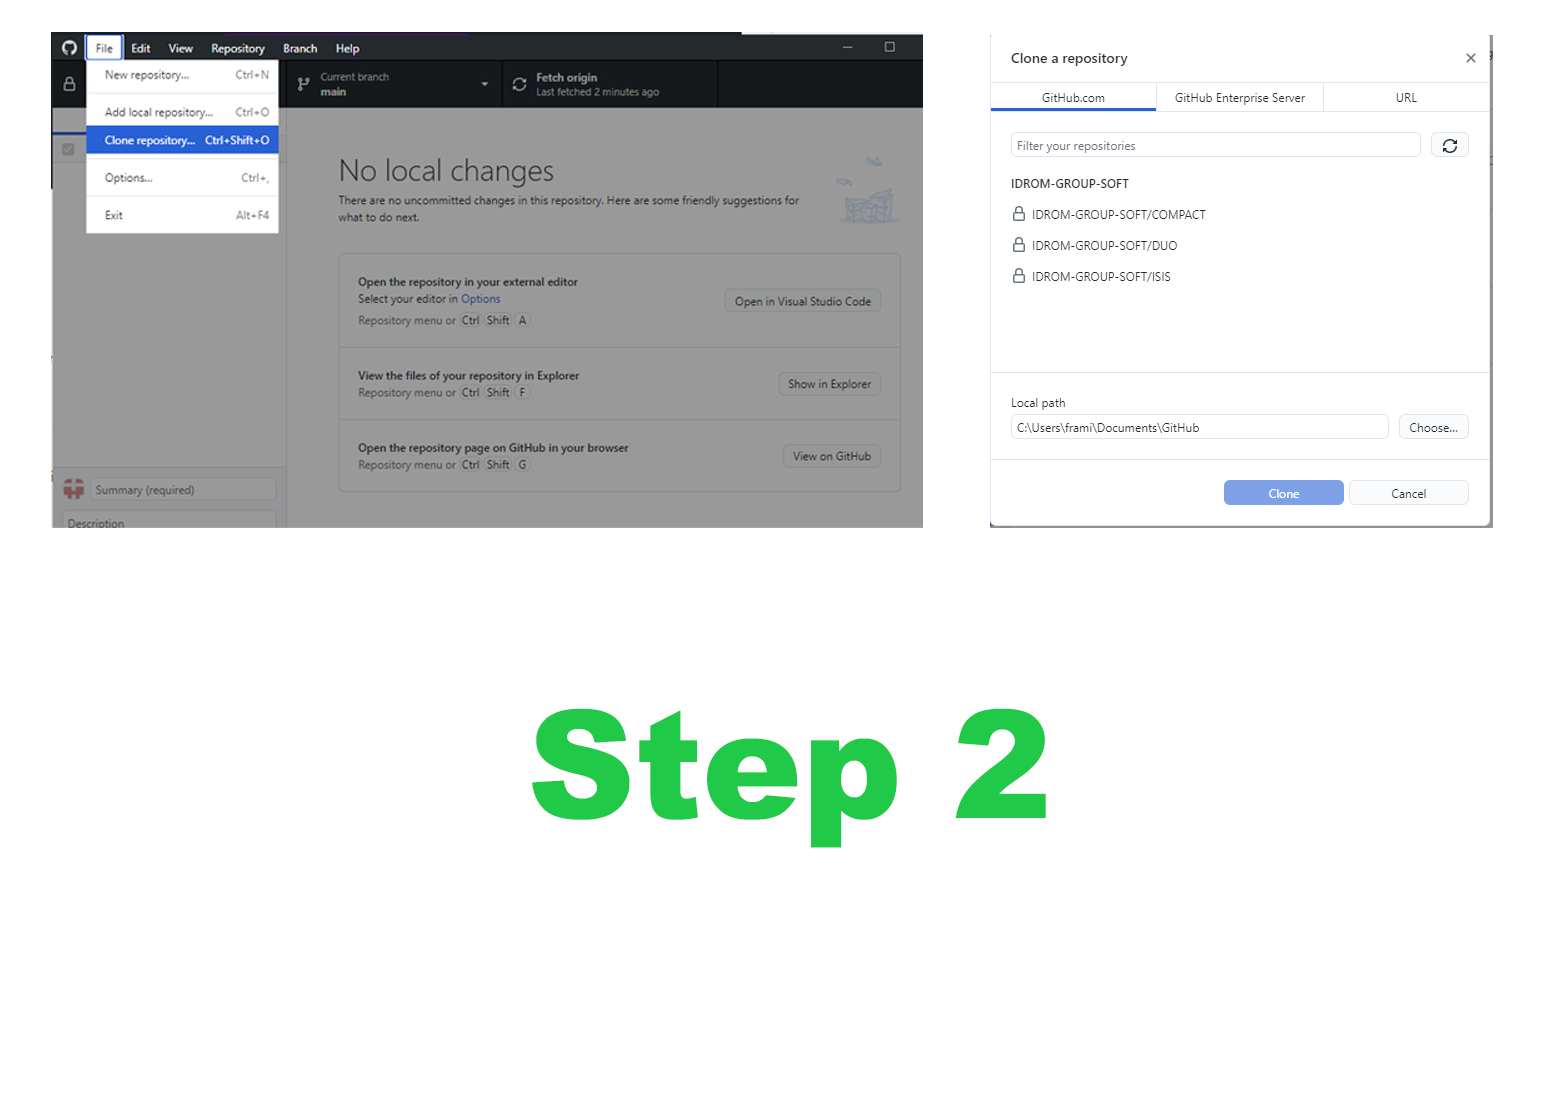 File Edit View Repository Branch Help
New repository... Ctrl+N
Add local repository... Ctrl+O
Clone repository... Ctrl+Shift+O
Options... Ctrl+,
Exit Alt+F4
Current branch
main
Fetch origin
Last fetched 2 minutes ago
No local changes
There are no uncommitted changes in this repository. Here are some friendly suggestions for
what to do next.
Open the repository in your external editor
Select your editor in Options
Repository menu or Ctrl Shift A
Open in Visual Studio Code
View the files of your repository in Explorer
Repository menu or Ctrl Shift F
Show in Explorer
Open the repository page on GitHub in your browser
Repository menu or Ctrl Shift G
View on GitHub
Summary (required)
Description
Clone a repository
GitHub.com GitHub Enterprise Server URL
Filter your repositories
IDROM-GROUP-SOFT
IDROM-GROUP-SOFT/COMPACT
IDROM-GROUP-SOFT/DUO
IDROM-GROUP-SOFT/ISIS
Local path
C:\Users\frami\Documents\GitHub
Choose...
Clone Cancel
Step 2